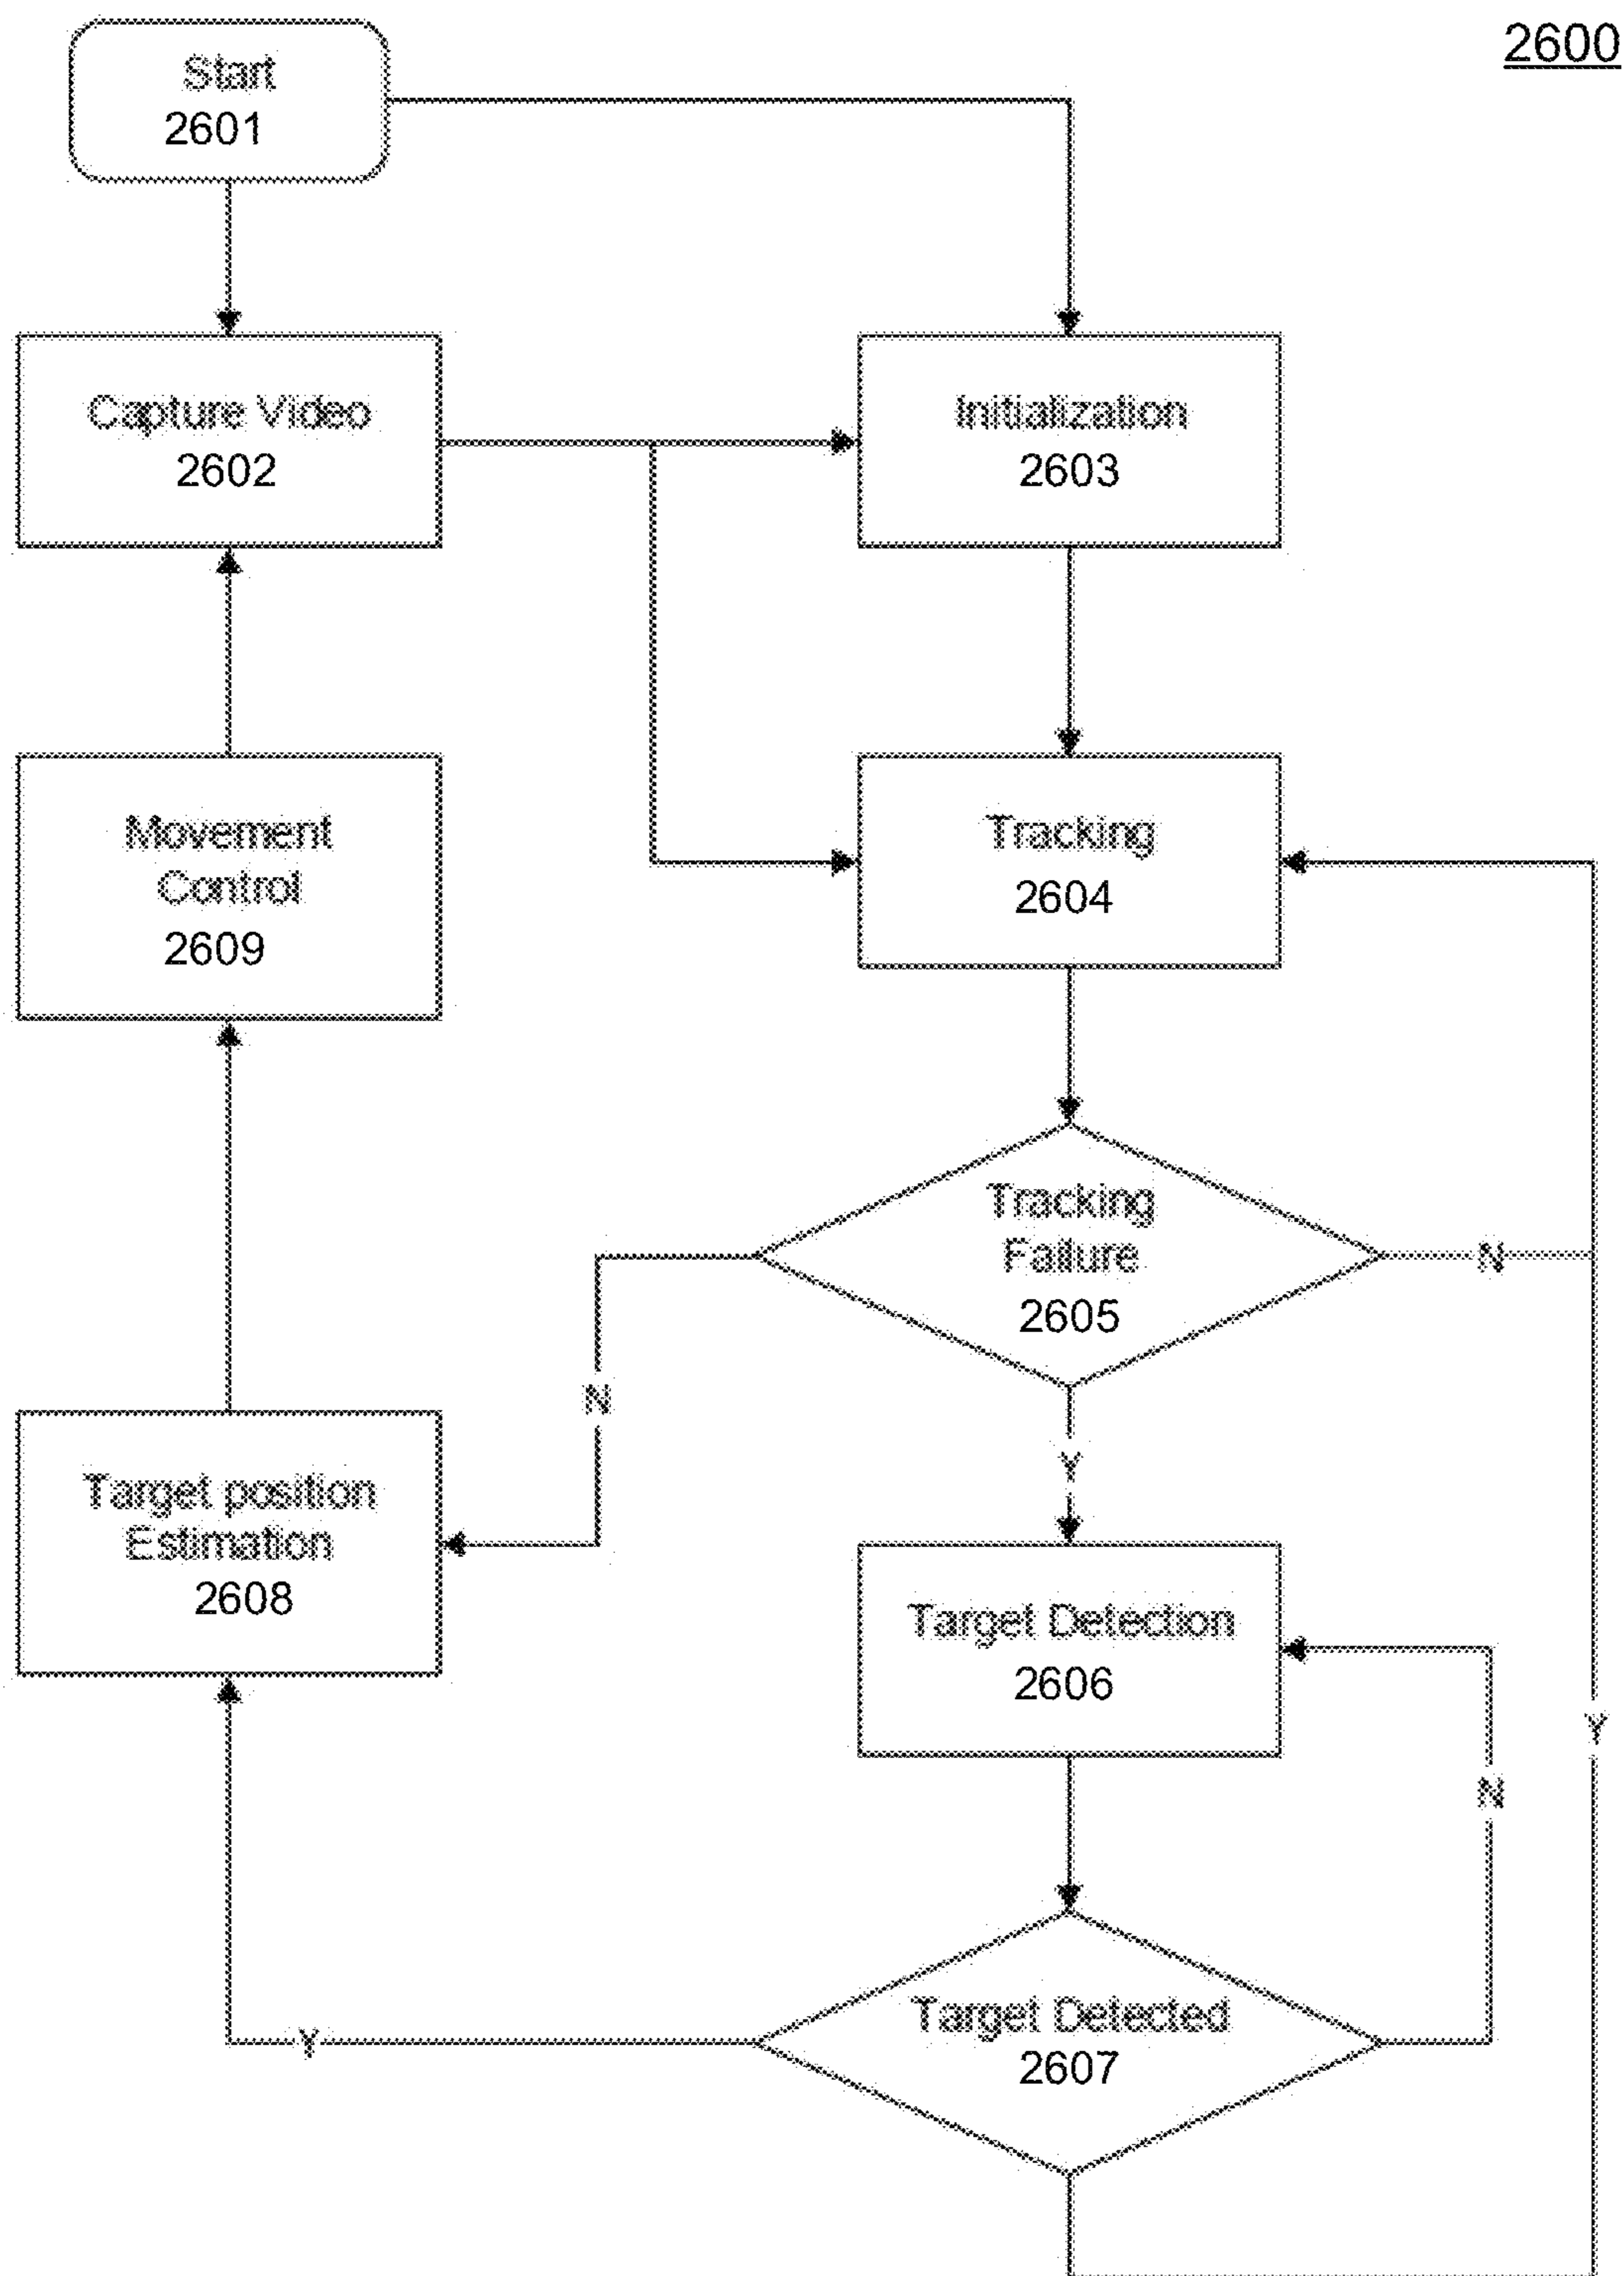 2600
Start
2601
Capture Video
2602
Initialization
2603
Movement
Control
2609
Tracking
2604
Tracking
Failure
2605
N
N
Y
Target position
Estimation
2608
Target Detection
2606
Y
N
Target Detected
2607
Y